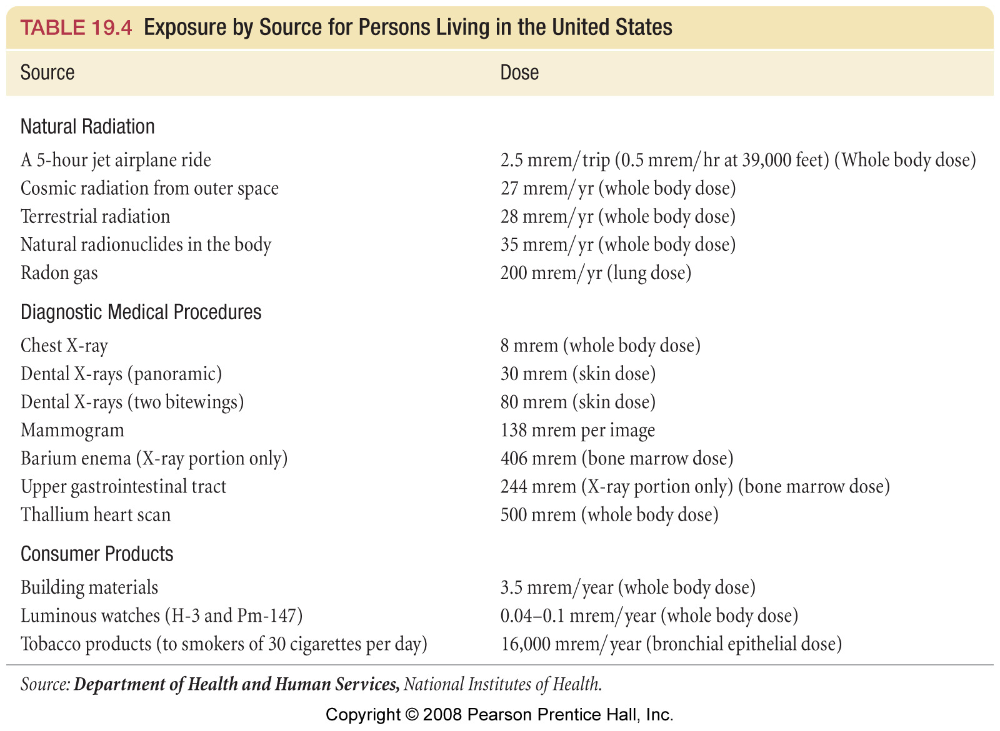 TABLE 19.4 Exposure by Source for Persons Living in the United States
Source Dose
Natural Radiation
A 5-hour jet airplane ride 2.5 mrem/trip (0.5 mrem/hr at 39,000 feet) (Whole body dose)
Cosmic radiation from outer space 27 mrem/yr (whole body dose)
Terrestrial radiation 28 mrem/yr (whole body dose)
Natural radionuclides in the body 35 mrem/yr (whole body dose)
Radon gas 200 mrem/yr (lung dose)
Diagnostic Medical Procedures
Chest X-ray 8 mrem (whole body dose)
Dental X-rays (panoramic) 30 mrem (skin dose)
Dental X-rays (two bitewings) 80 mrem (skin dose)
Mammogram 138 mrem per image
Barium enema (X-ray portion only) 406 mrem (bone marrow dose)
Upper gastrointestinal tract 244 mrem (X-ray portion only) (bone marrow dose)
Thallium heart scan 500 mrem (whole body dose)
Consumer Products
Building materials 3.5 mrem/year (whole body dose)
Luminous watches (H-3 and Pm-147) 0.04–0.1 mrem/year (whole body dose)
Tobacco products (to smokers of 30 cigarettes per day) 16,000 mrem/year (bronchial epithelial dose)
Source: Department of Health and Human Services, National Institutes of Health.
Copyright © 2008 Pearson Prentice Hall, Inc.